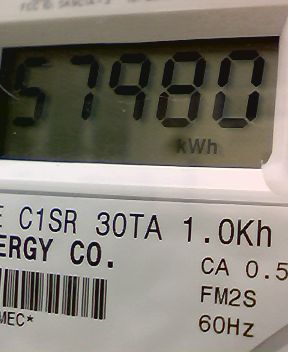 57980
kWh
C1SR 30TA 1.0Kh
ERGY CO.
CA 0.5
FM2S
60Hz
MEC*